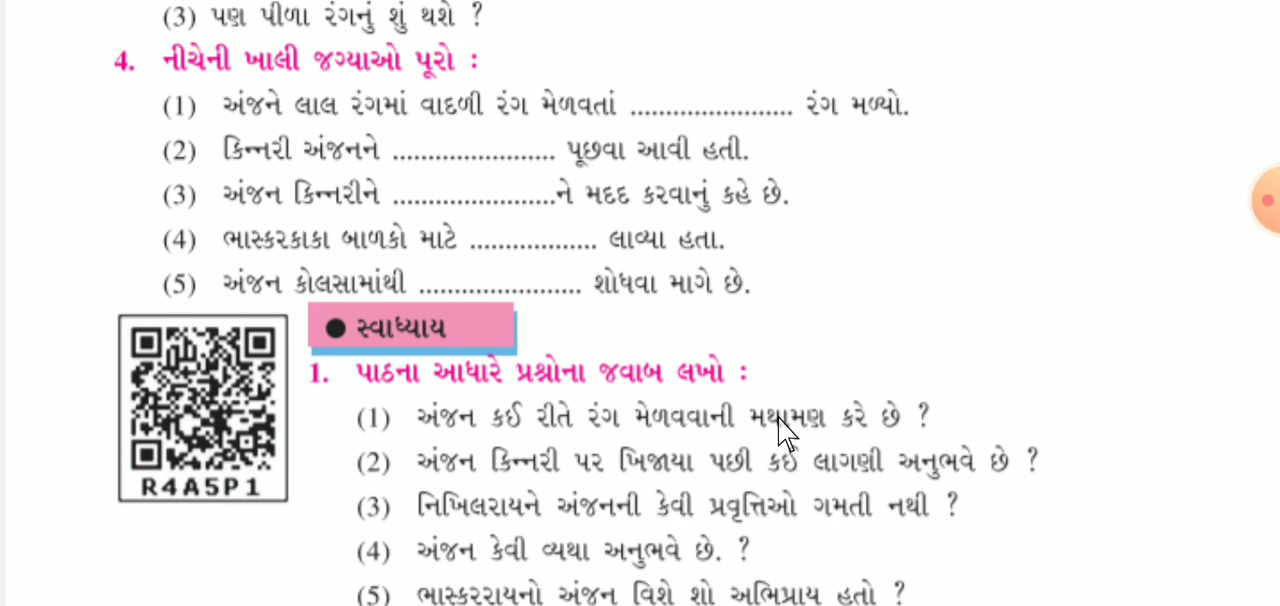 (3) પણ પીળા રંગનું શું થશે ?
4. નીચેની ખાલી જગ્યાઓ પૂરો :
(1) અંજને લાલ રંગમાં વાદળી રંગ મેળવતાં ....................... રંગ મળ્યો.
(2) કિન્નરી અંજનને ....................... પૂછવા આવી હતી.
(3) અંજન કિન્નરીને .......................ને મદદ કરવાનું કહે છે.
(4) ભાસ્કરકાકા બાળકો માટે .................. લાવ્યા હતા.
(5) અંજન કોલસામાંથી ....................... શોધવા માગે છે.
● સ્વાધ્યાય
1. પાઠના આધારે પ્રશ્નોના જવાબ લખો :
(1) અંજન કઈ રીતે રંગ મેળવવાની મથામણ કરે છે ?
(2) અંજન કિન્નરી પર ખિજાયા પછી કઈ લાગણી અનુભવે છે ?
R4A5P1
(3) નિખિલરાયને અંજનની કેવી પ્રવૃત્તિઓ ગમતી નથી ?
(4) અંજન કેવી વ્યથા અનુભવે છે. ?
(5) ભાસ્કરરાયનો અંજન વિશે શો અભિપ્રાય હતો ?